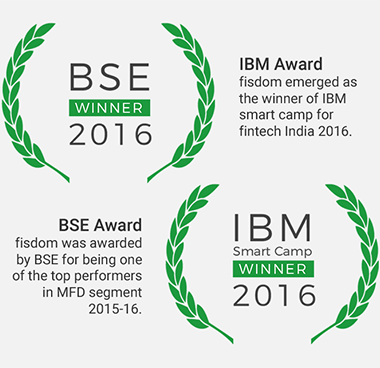 BSE
WINNER
2016
IBM Award
fisdom emerged as
the winner of IBM
smart camp for
fintech India 2016.
BSE Award
fisdom was awarded
by BSE for being one
of the top performers
in MFD segment
2015-16.
IBM
Smart Camp
WINNER
2016